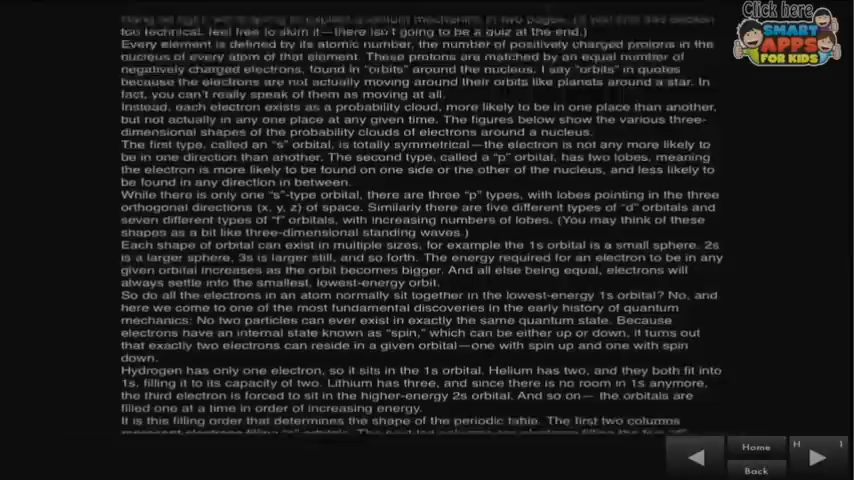 too technical, feel free to skim it—there isn't going to be a quiz at the end.)
Every element is defined by its atomic number, the number of positively charged protons in the
nucleus of every atom of that element. These protons are matched by an equal number of
negatively charged electrons, found in "orbits" around the nucleus. I say "orbits" in quotes
because the electrons are not actually moving around their orbits like planets around a star. In
fact, you can't really speak of them as moving at all.
Instead, each electron exists as a probability cloud, more likely to be in one place than another,
but not actually in any one place at any given time. The figures below show the various three-
dimensional shapes of the probability clouds of electrons around a nucleus.
The first type, called an "s" orbital, is totally symmetrical—the electron is not any more likely to
be in one direction than another. The second type, called a "p" orbital, has two lobes, meaning
the electron is more likely to be found on one side or the other of the nucleus, and less likely to
be found in any direction in between.
While there is only one "s"-type orbital, there are three "p" types, with lobes pointing in the three
orthogonal directions (x, y, z) of space. Similarly there are five different types of "d" orbitals and
seven different types of "f" orbitals, with increasing numbers of lobes. (You may think of these
shapes as a bit like three-dimensional standing waves.)
Each shape of orbital can exist in multiple sizes, for example the 1s orbital is a small sphere, 2s
is a larger sphere, 3s is larger still, and so forth. The energy required for an electron to be in any
given orbital increases as the orbit becomes bigger. And all else being equal, electrons will
always settle into the smallest, lowest-energy orbit.
So do all the electrons in an atom normally sit together in the lowest-energy 1s orbital? No, and
here we come to one of the most fundamental discoveries in the early history of quantum
mechanics: No two particles can ever exist in exactly the same quantum state. Because
electrons have an internal state known as "spin," which can be either up or down, it turns out
that exactly two electrons can reside in a given orbital—one with spin up and one with spin
down.
Hydrogen has only one electron, so it sits in the 1s orbital. Helium has two, and they both fit into
1s, filling it to its capacity of two. Lithium has three, and since there is no room in 1s anymore,
the third electron is forced to sit in the higher-energy 2s orbital. And so on— the orbitals are
filled one at a time in order of increasing energy.
It is this filling order that determines the shape of the periodic table. The first two columns
Click here
SMART
APPS
FOR KIDS
Home
H 1
Back